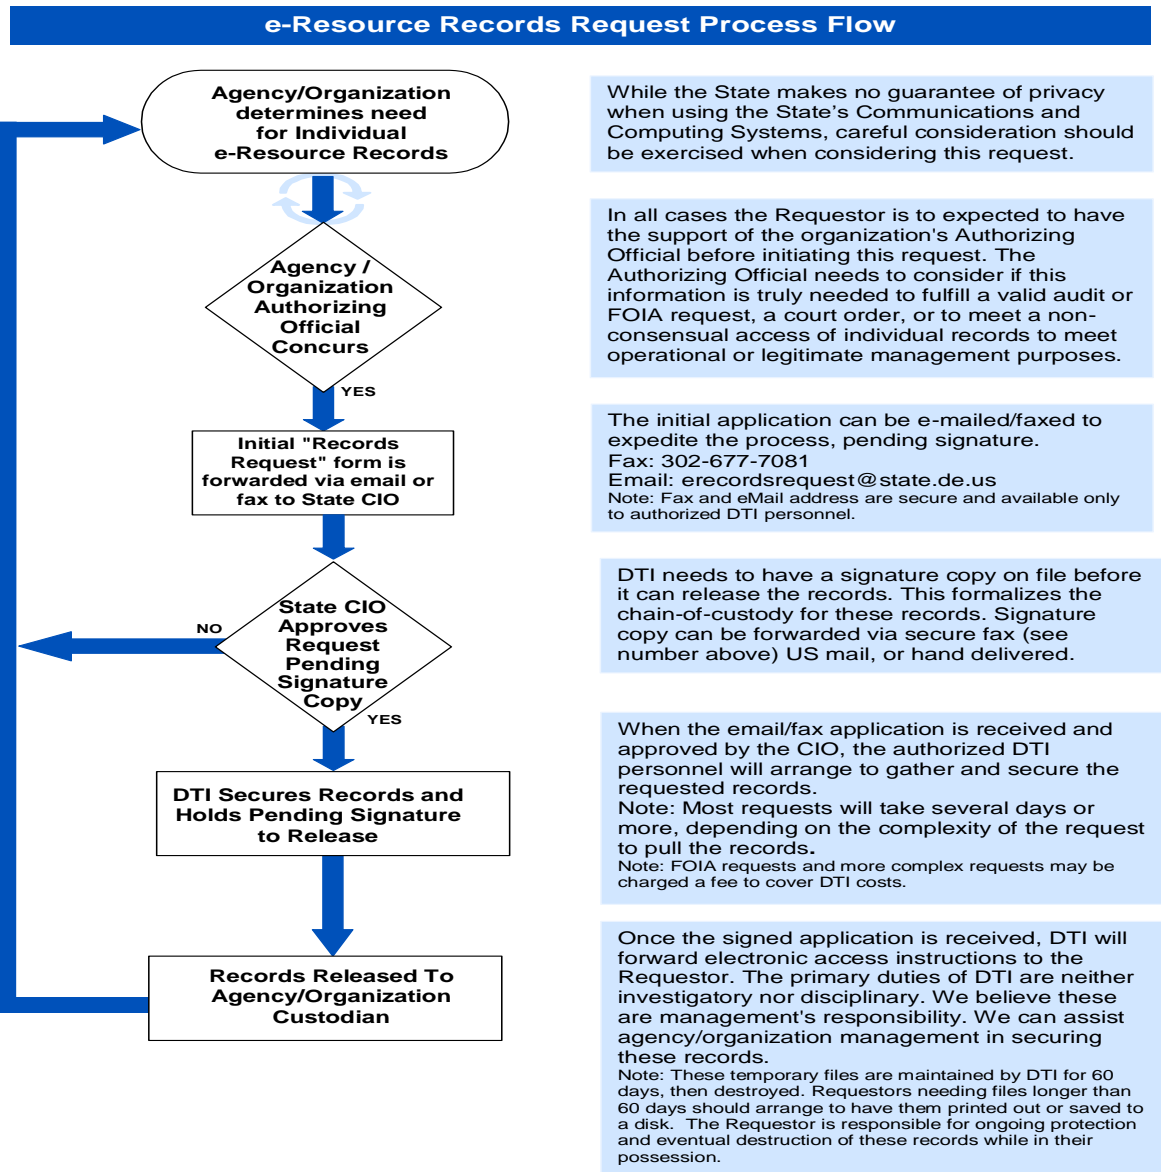 e-Resource Records Request Process Flow
Agency/Organization
determines need
for Individual
e-Resource Records
While the State makes no guarantee of privacy
when using the State's Communications and
Computing Systems, careful consideration should
be exercised when considering this request.
Agency /
Organization
Authorizing
Official
Concurs
YES
In all cases the Requestor is to expected to have
the support of the organization's Authorizing
Official before initiating this request. The
Authorizing Official needs to consider if this
information is truly needed to fulfill a valid audit or
FOIA request, a court order, or to meet a non-
consensual access of individual records to meet
operational or legitimate management purposes.
Initial "Records
Request" form is
forwarded via email or
fax to State CIO
The initial application can be e-mailed/faxed to
expedite the process, pending signature.
Fax: 302-677-7081
Email: erecordsrequest@state.de.us
Note: Fax and eMail address are secure and available only
to authorized DTI personnel.
State CIO
Approves
Request
Pending
Signature
Copy
NO
YES
DTI needs to have a signature copy on file before
it can release the records. This formalizes the
chain-of-custody for these records. Signature
copy can be forwarded via secure fax (see
number above) US mail, or hand delivered.
DTI Secures Records and
Holds Pending Signature
to Release
When the email/fax application is received and
approved by the CIO, the authorized DTI
personnel will arrange to gather and secure the
requested records.
Note: Most requests will take several days or
more, depending on the complexity of the request
to pull the records.
Note: FOIA requests and more complex requests may be
charged a fee to cover DTI costs.
Records Released To
Agency/Organization
Custodian
Once the signed application is received, DTI will
forward electronic access instructions to the
Requestor. The primary duties of DTI are neither
investigatory nor disciplinary. We believe these
are management's responsibility. We can assist
agency/organization management in securing
these records.
Note: These temporary files are maintained by DTI for 60
days, then destroyed. Requestors needing files longer than
60 days should arrange to have them printed out or saved to
a disk. The Requestor is responsible for ongoing protection
and eventual destruction of these records while in their
possession.